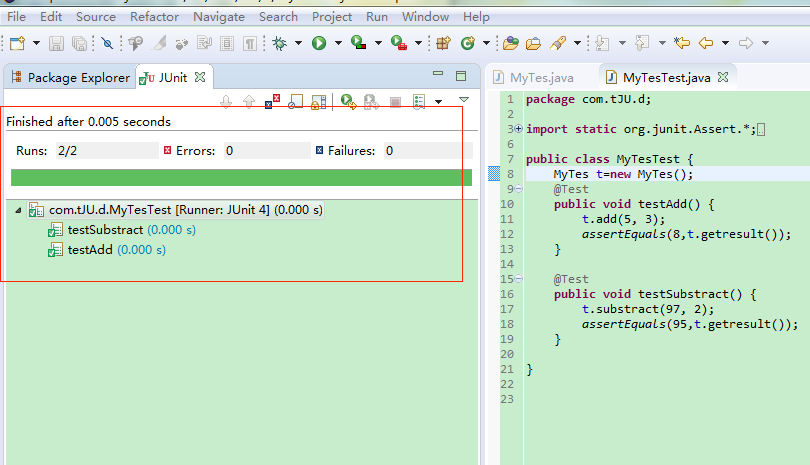 File Edit Source Refactor Navigate Search Project Run Window Help
Package Explorer JUnit
Finished after 0.005 seconds
Runs: 2/2 Errors: 0 Failures: 0
com.tJU.d.MyTesTest [Runner: JUnit 4] (0.000 s)
testSubstract (0.000 s)
testAdd (0.000 s)
MyTes.java MyTesTest.java
1 package com.tJU.d;
2
3 import static org.junit.Assert.*;
6
7 public class MyTesTest {
8 MyTes t=new MyTes();
9 @Test
10 public void testAdd() {
11 t.add(5, 3);
12 assertEquals(8,t.getresult());
13 }
14
15 @Test
16 public void testSubstract() {
17 t.substract(97, 2);
18 assertEquals(95,t.getresult());
19 }
20
21 }
22
23